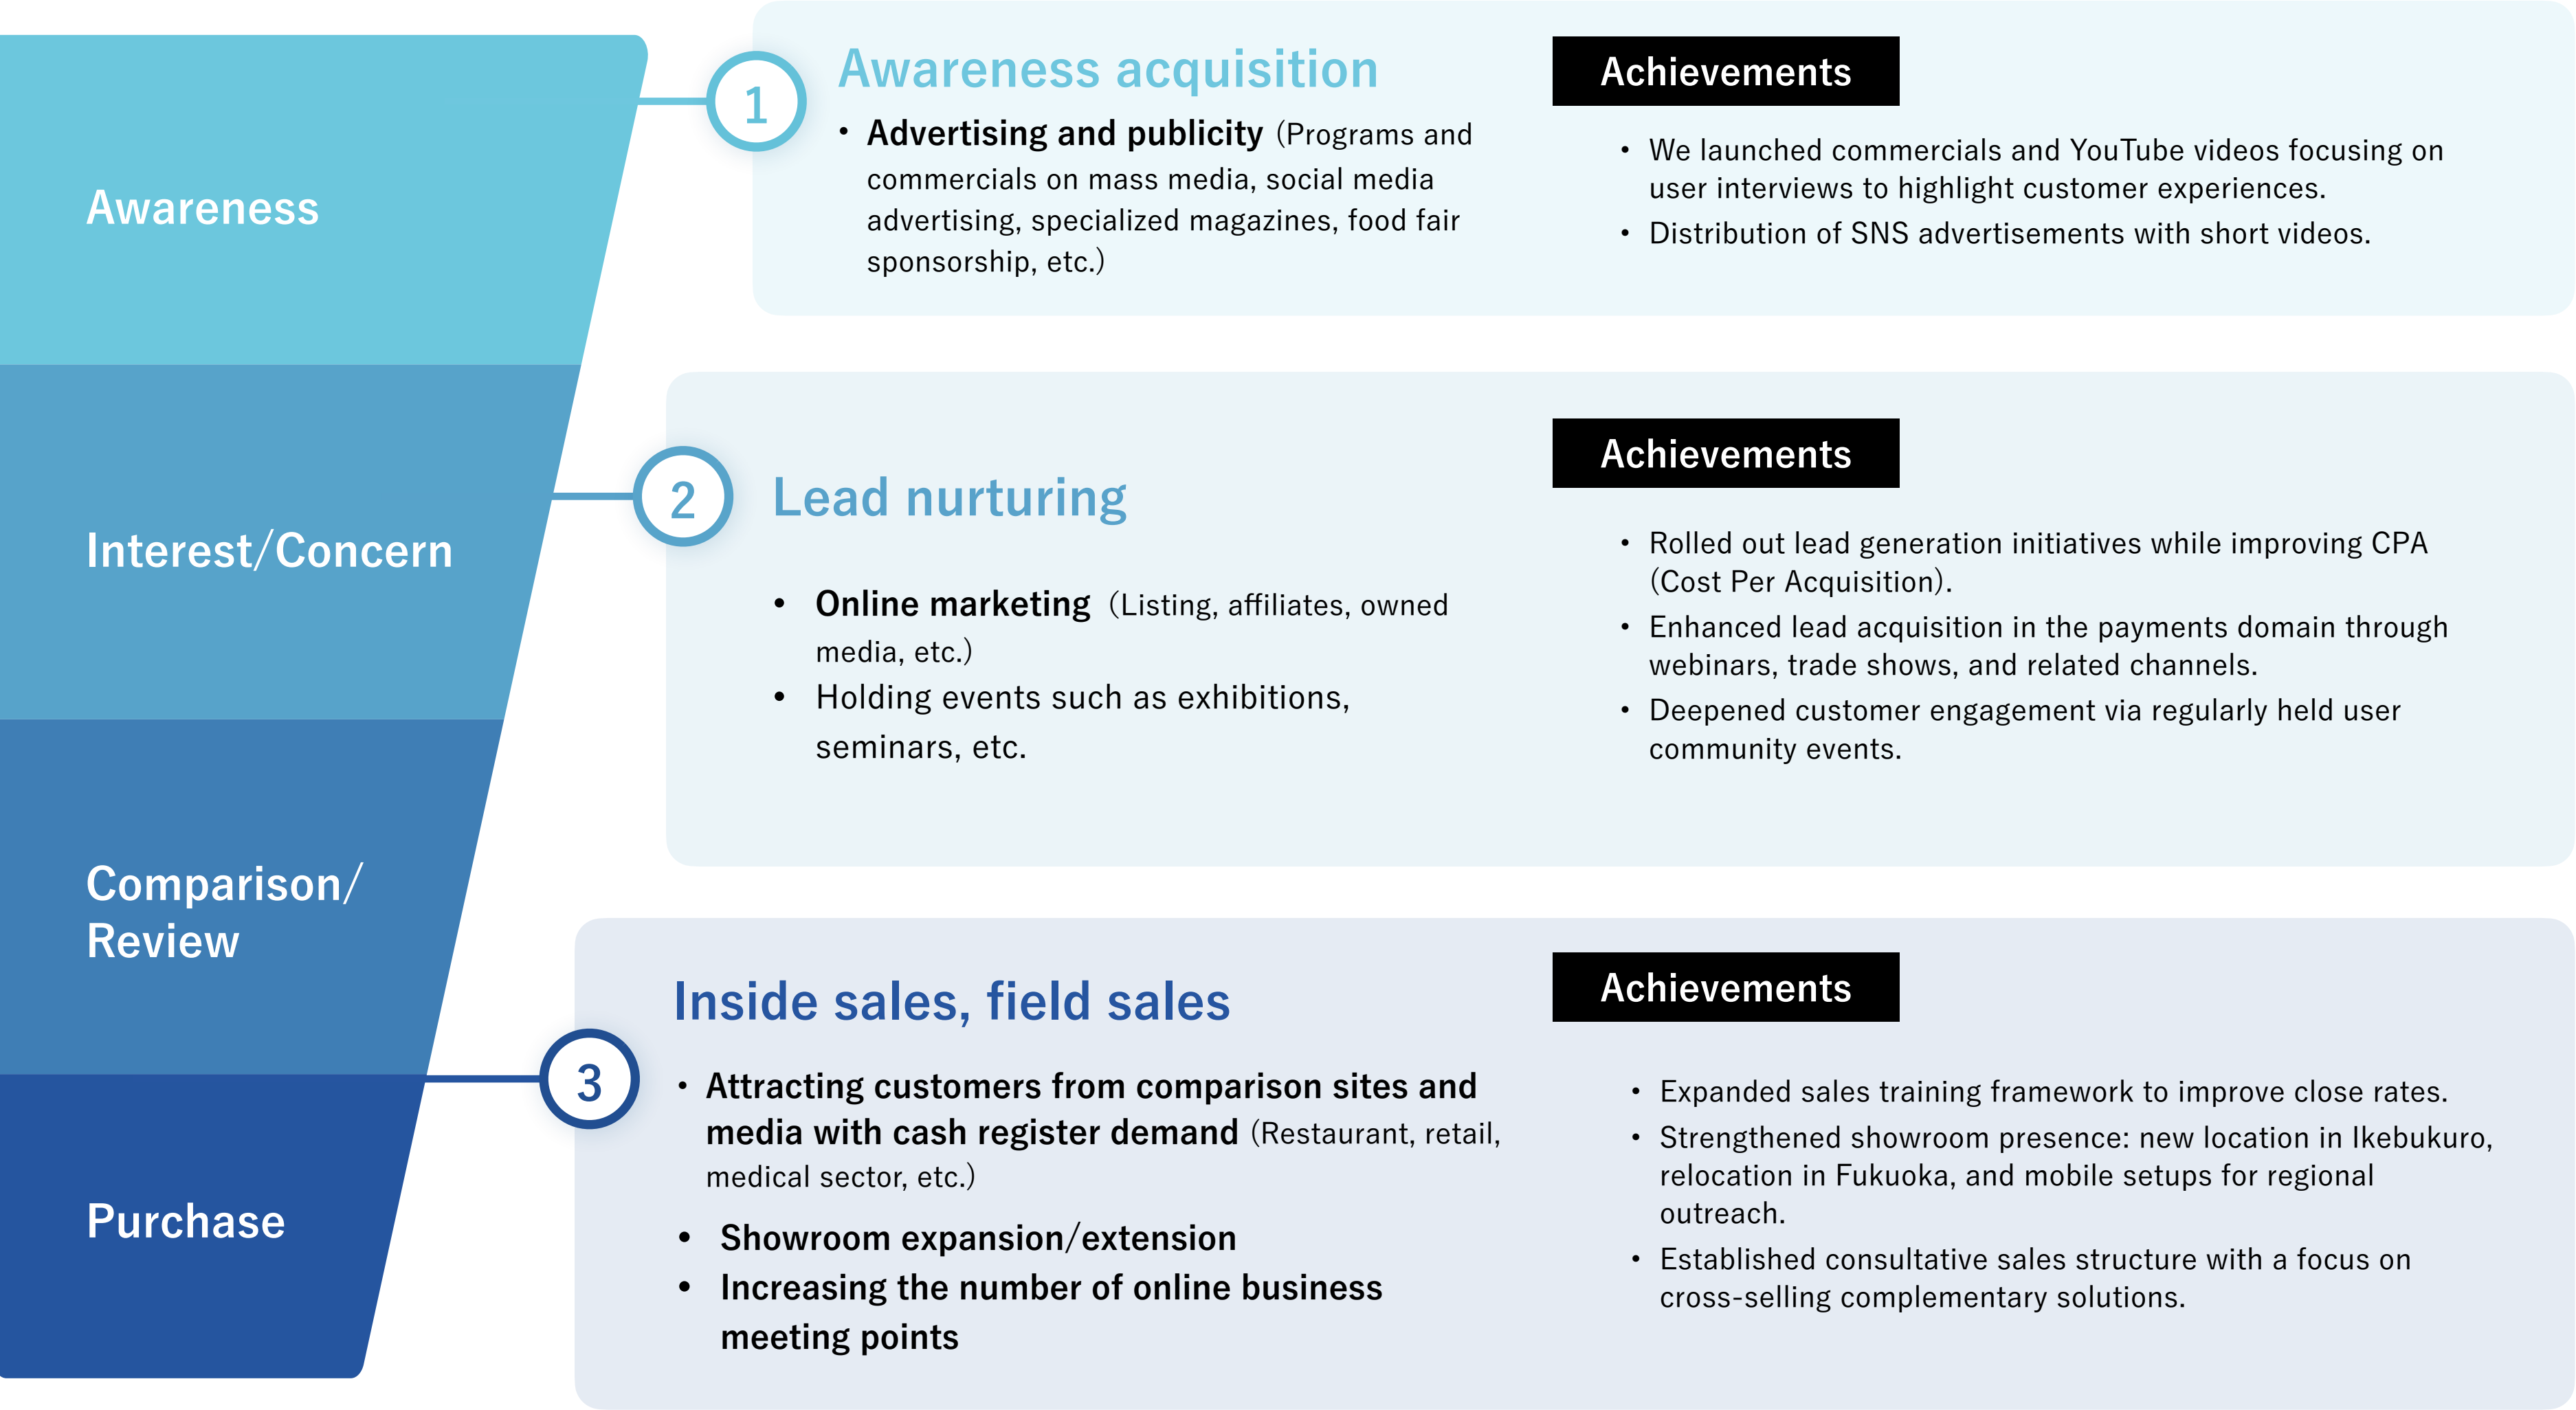 Awareness
1
Awareness acquisition
• Advertising and publicity (Programs and
commercials on mass media, social media
advertising, specialized magazines, food fair
sponsorship, etc.)
Achievements
• We launched commercials and YouTube videos focusing on
user interviews to highlight customer experiences.
• Distribution of SNS advertisements with short videos.
Interest/Concern
2
Lead nurturing
• Online marketing (Listing, affiliates, owned
media, etc.)
• Holding events such as exhibitions,
seminars, etc.
Achievements
• Rolled out lead generation initiatives while improving CPA
(Cost Per Acquisition).
• Enhanced lead acquisition in the payments domain through
webinars, trade shows, and related channels.
• Deepened customer engagement via regularly held user
community events.
Comparison/
Review
Purchase
3
Inside sales, field sales
• Attracting customers from comparison sites and
media with cash register demand (Restaurant, retail,
medical sector, etc.)
• Showroom expansion/extension
• Increasing the number of online business
meeting points
Achievements
• Expanded sales training framework to improve close rates.
• Strengthened showroom presence: new location in Ikebukuro,
relocation in Fukuoka, and mobile setups for regional
outreach.
• Established consultative sales structure with a focus on
cross-selling complementary solutions.